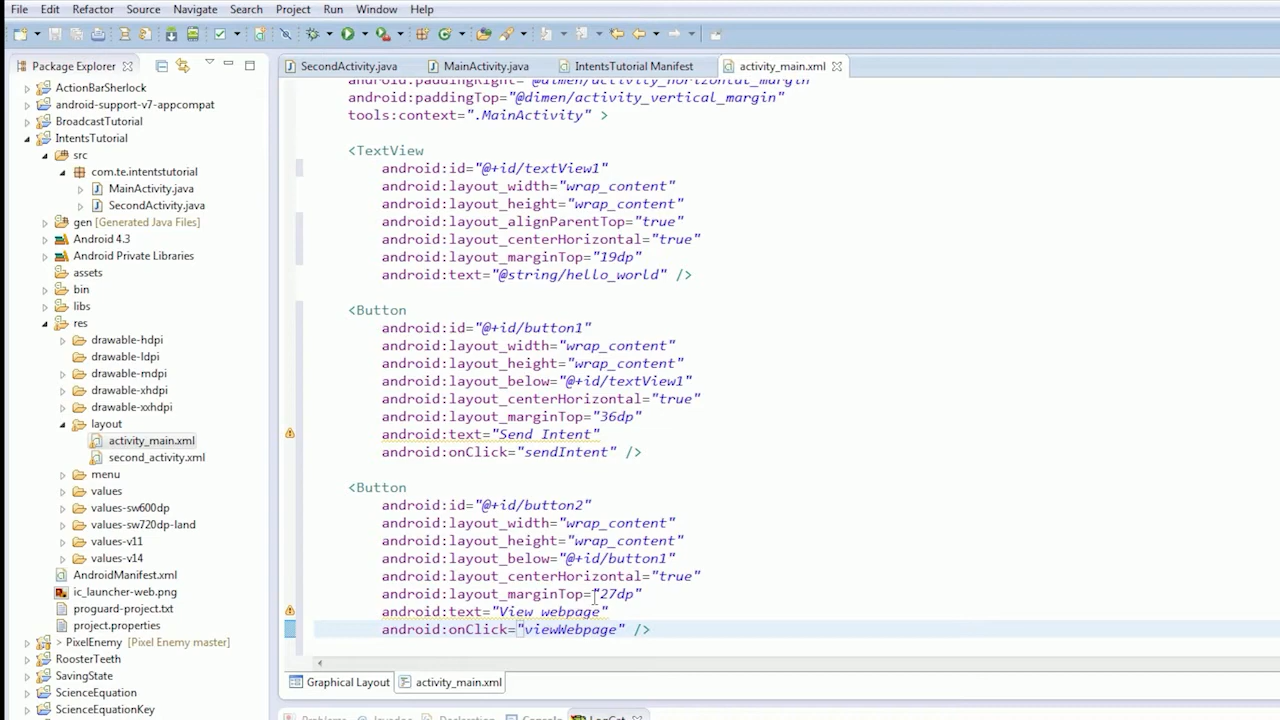 File Edit Refactor Source Navigate Search Project Run Window Help
Package Explorer
SecondActivity.java MainActivity.java IntentsTutorial Manifest activity_main.xml
ActionBarSherlock
android-support-v7-appcompat
BroadcastTutorial
IntentsTutorial
src
com.te.intentstutorial
MainActivity.java
SecondActivity.java
gen [Generated Java Files]
Android 4.3
Android Private Libraries
assets
bin
libs
res
drawable-hdpi
drawable-ldpi
drawable-mdpi
drawable-xhdpi
drawable-xxhdpi
layout
activity_main.xml
second_activity.xml
menu
values
values-sw600dp
values-sw720dp-land
values-v11
values-v14
AndroidManifest.xml
ic_launcher-web.png
proguard-project.txt
project.properties
> PixelEnemy [Pixel Enemy master]
RoosterTeeth
SavingState
ScienceEquation
ScienceEquationKey
android:paddingRight="@dimen/activity_horizontal_margin"
android:paddingTop="@dimen/activity_vertical_margin"
tools:context=".MainActivity" >
<TextView
android:id="@+id/textView1"
android:layout_width="wrap_content"
android:layout_height="wrap_content"
android:layout_alignParentTop="true"
android:layout_centerHorizontal="true"
android:layout_marginTop="19dp"
android:text="@string/hello_world" />
<Button
android:id="@+id/button1"
android:layout_width="wrap_content"
android:layout_height="wrap_content"
android:layout_below="@+id/textView1"
android:layout_centerHorizontal="true"
android:layout_marginTop="36dp"
android:text="Send Intent"
android:onClick="sendIntent" />
<Button
android:id="@+id/button2"
android:layout_width="wrap_content"
android:layout_height="wrap_content"
android:layout_below="@+id/button1"
android:layout_centerHorizontal="true"
android:layout_marginTop="27dp"
android:text="View webpage"
android:onClick="viewWebpage" />
Graphical Layout activity_main.xml
Problems Javadoc Declaration Console LogCat